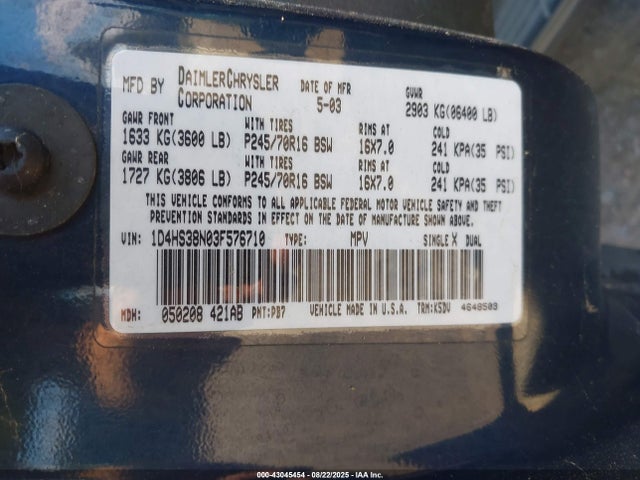 MFD BY DAIMLERCHRYSLER CORPORATION DATE OF MFR 5-03 GVWR 2903 KG(06400 LB)
GAWR FRONT WITH TIRES RIMS AT COLD
1633 KG(3600 LB) P245/70R16 BSW 16X7.0 241 KPA(35 PSI)
GAWR REAR WITH TIRES RIMS AT COLD
1727 KG(3806 LB) P245/70R16 BSW 16X7.0 241 KPA(35 PSI)
THIS VEHICLE CONFORMS TO ALL APPLICABLE FEDERAL MOTOR VEHICLE SAFETY AND THEFT
PREVENTION STANDARDS IN EFFECT ON THE DATE OF MANUFACTURE SHOWN ABOVE.
VIN: 1D4HS38N03F576710 TYPE: MPV SINGLE X DUAL
MDH: 050208 421AB PNT:PB7 VEHICLE MADE IN U.S.A. TRM:K5DV 4648503
000-43045454 - 08/22/2025 - IAA Inc.